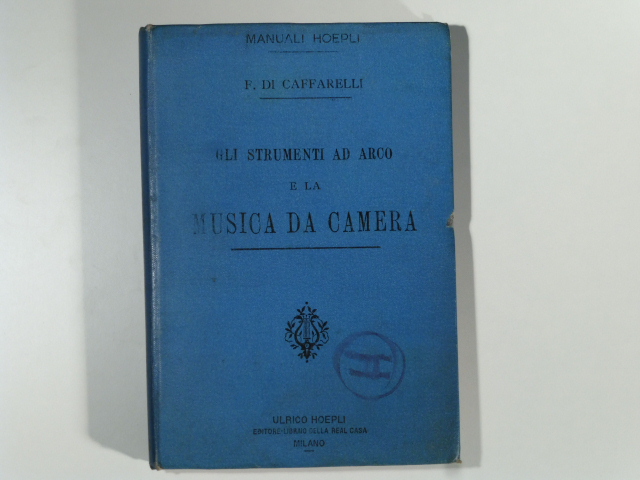 MANUALI HOEPLI
F. DI CAFFARELLI
GLI STRUMENTI AD ARCO
E LA
MUSICA DA CAMERA
H
ULRICO HOEPLI
EDITORE-LIBRAIO DELLA REAL CASA
MILANO